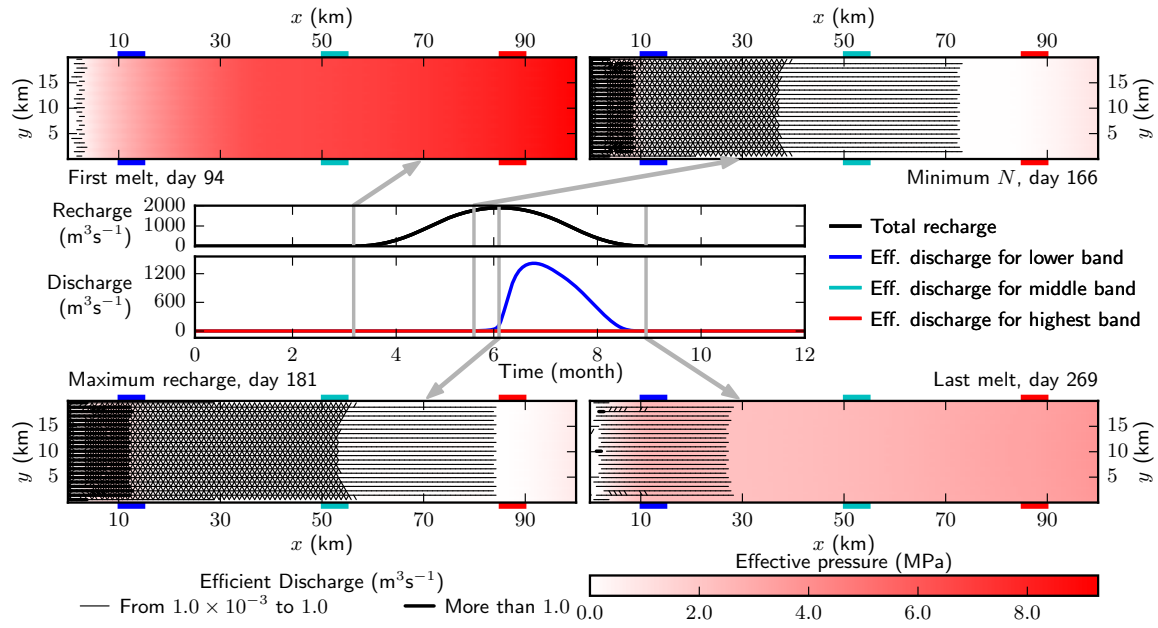 x (km) x (km)
10 30 50 70 90 10 30 50 70 90
y (km) 15 10 5 15 10 5 y (km)
First melt, day 94 Minimum N, day 166
Recharge (m³s⁻¹) 2000 1000 0
Discharge (m³s⁻¹) 1200 600 0
0 2 4 6 8 10 12
Time (month)
Total recharge
Eff. discharge for lower band
Eff. discharge for middle band
Eff. discharge for highest band
Maximum recharge, day 181 Last melt, day 269
y (km) 15 10 5 15 10 5 y (km)
10 30 50 70 90 10 30 50 70 90
x (km) x (km)
Efficient Discharge (m³s⁻¹)
From 1.0 × 10⁻³ to 1.0 More than 1.0
Effective pressure (MPa)
0.0 2.0 4.0 6.0 8.0